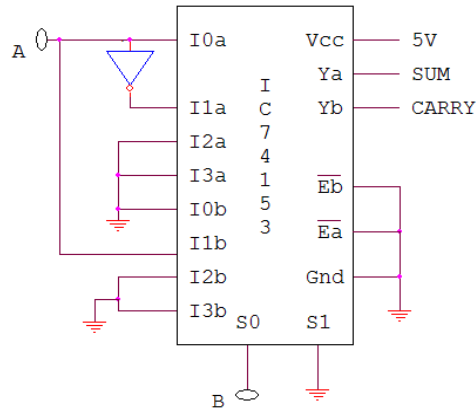 A
I0a
I1a
I2a
I3a
I0b
I1b
I2b
I3b
I
C
7
4
1
5
3
Vcc
Ya
Yb
Eb
Ea
Gnd
S0
S1
5V
SUM
CARRY
B